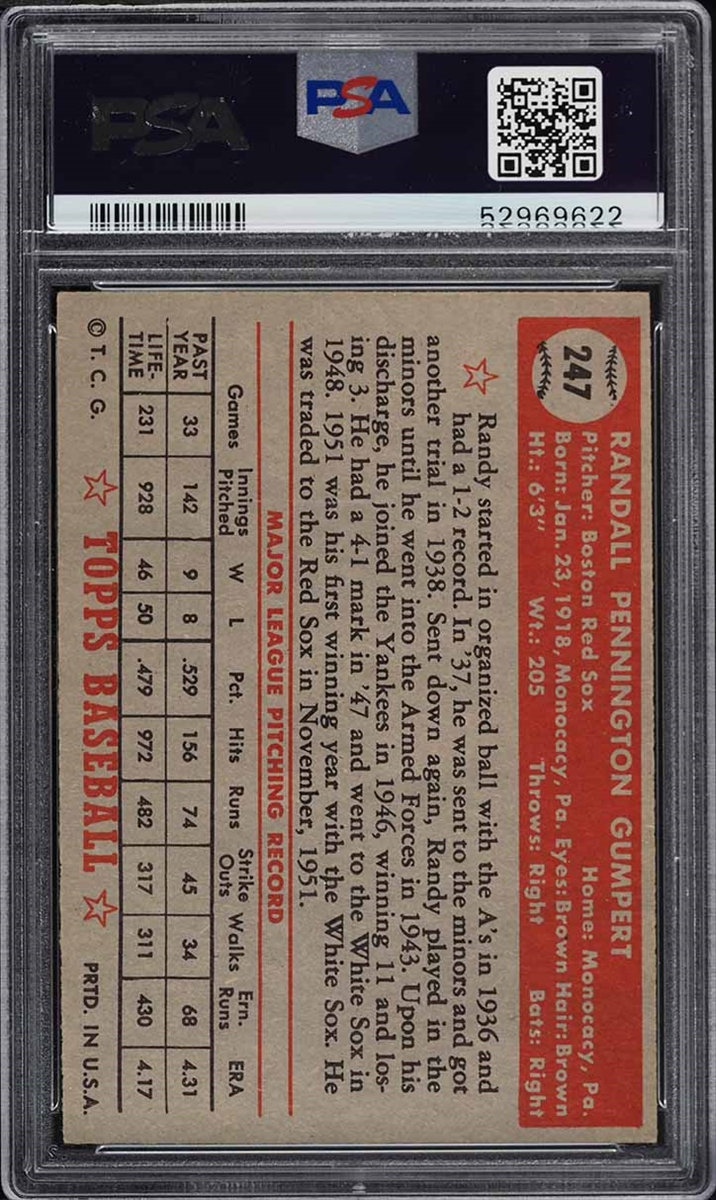 PSA
PSA
52969622
247
RANDALL PENNINGTON GUMPERT
Pitcher: Boston Red Sox Home: Monocacy, Pa.
Born: Jan. 23, 1918, Monocacy, Pa. Eyes: Brown Hair: Brown
Ht.: 6'3" Wt.: 205 Throws: Right Bats: Right
Randy started in organized ball with the A's in 1936 and
had a 1-2 record. In '37, he was sent to the minors and got
another trial in 1938. Sent down again, Randy played in the
minors until he went into the Armed Forces in 1943. Upon his
discharge, he joined the Yankees in 1946, winning 11 and los-
ing 3. He had a 4-1 mark in '47 and went to the White Sox in
1948. 1951 was his first winning year with the White Sox. He
was traded to the Red Sox in November, 1951.
MAJOR LEAGUE PITCHING RECORD
Games Innings Pitched W L Pct. Hits Runs Strike Outs Walks Ern. Runs ERA
PAST YEAR 33 142 9 8 .529 156 74 45 34 68 4.31
LIFE-TIME 231 928 46 50 .479 972 482 317 311 430 4.17
© T. C. G. TOPPS BASEBALL PRTD. IN U.S.A.